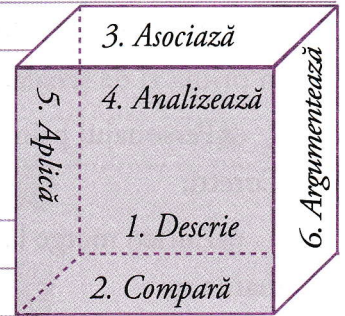 3. Asociază
4. Analizează
5. Aplică
6. Argumentează
1. Descrie
2. Compară